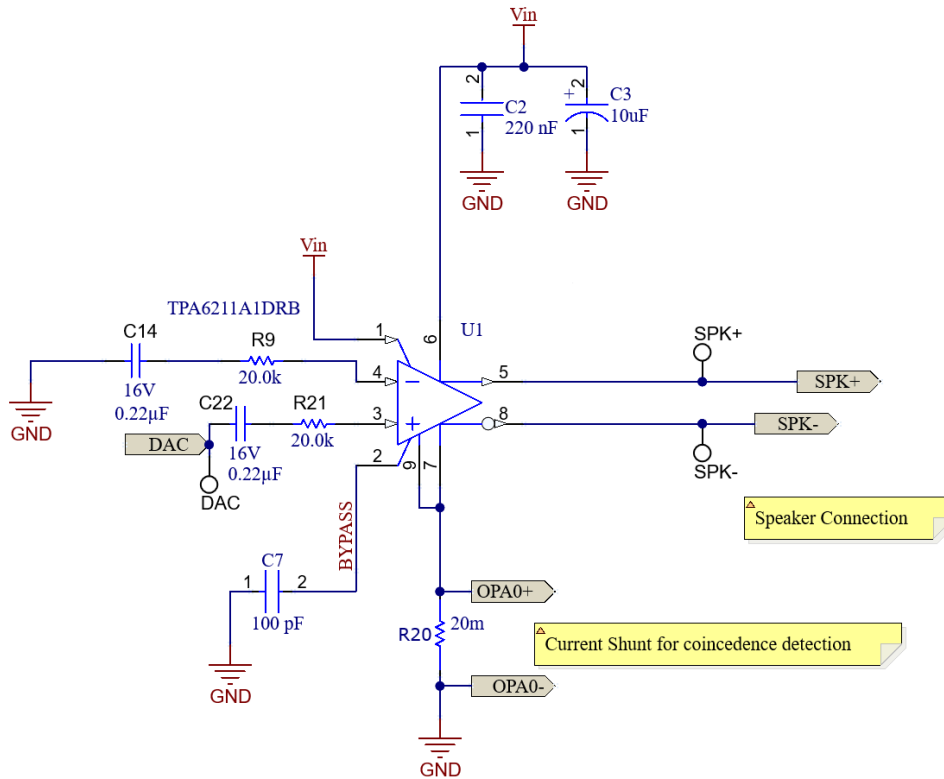 Vin
2
C2
220 nF
1
GND
+
2
C3
10uF
1
GND
Vin
TPA6211A1DRB
U1
C14
16V
0.22µF
R9
20.0k
GND
C22
16V
0.22µF
R21
20.0k
DAC
DAC
1
4
3
2
6
5
8
9
7
SPK+
SPK+
SPK-
SPK-
Speaker Connection
BYPASS
C7
1
2
100 pF
GND
OPA0+
R20
20m
Current Shunt for coincedence detection
OPA0-
GND